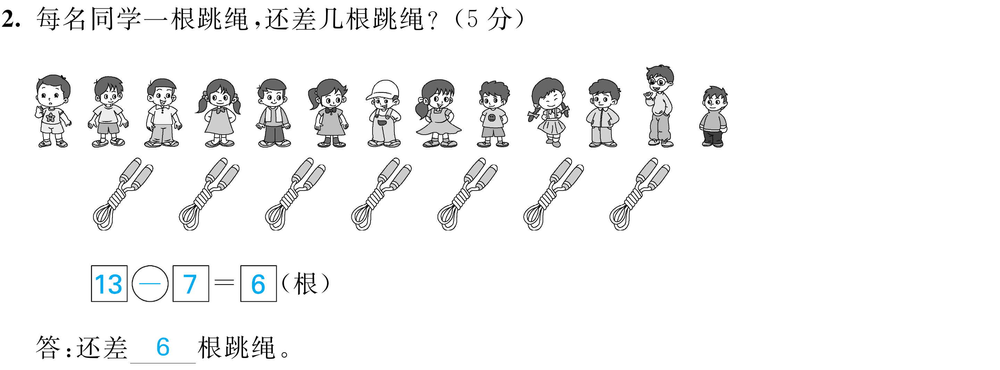 2. 每名同学一根跳绳,还差几根跳绳?(5 分)
13 — 7 = 6 (根)
答:还差 6 根跳绳。